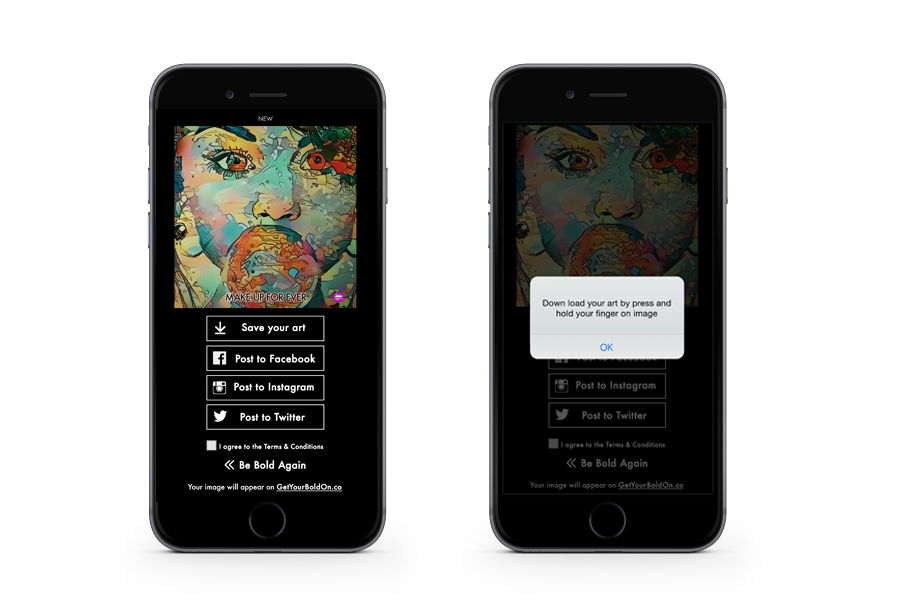 NEW
MAKE UP FOR EVER
Save your art
Post to Facebook
Post to Instagram
Post to Twitter
I agree to the Terms & Conditions
Be Bold Again
Your image will appear on GetYourBoldOn.co
Down load your art by press and
hold your finger on image
OK
Post to Facebook
Post to Instagram
Post to Twitter
I agree to the Terms & Conditions
Be Bold Again
Your image will appear on GetYourBoldOn.co